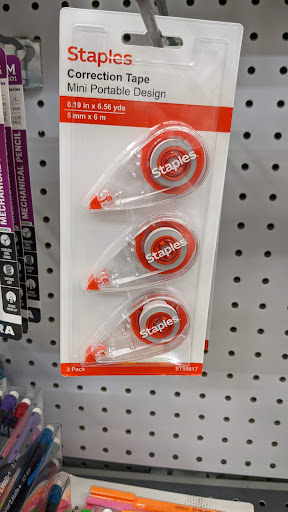 Staples
Correction Tape
Mini Portable Design
0.19 in x 6.56 yds
5 mm x 6 m
Staples
Staples
Staples
3 Pack
MECHANICAL PENCIL